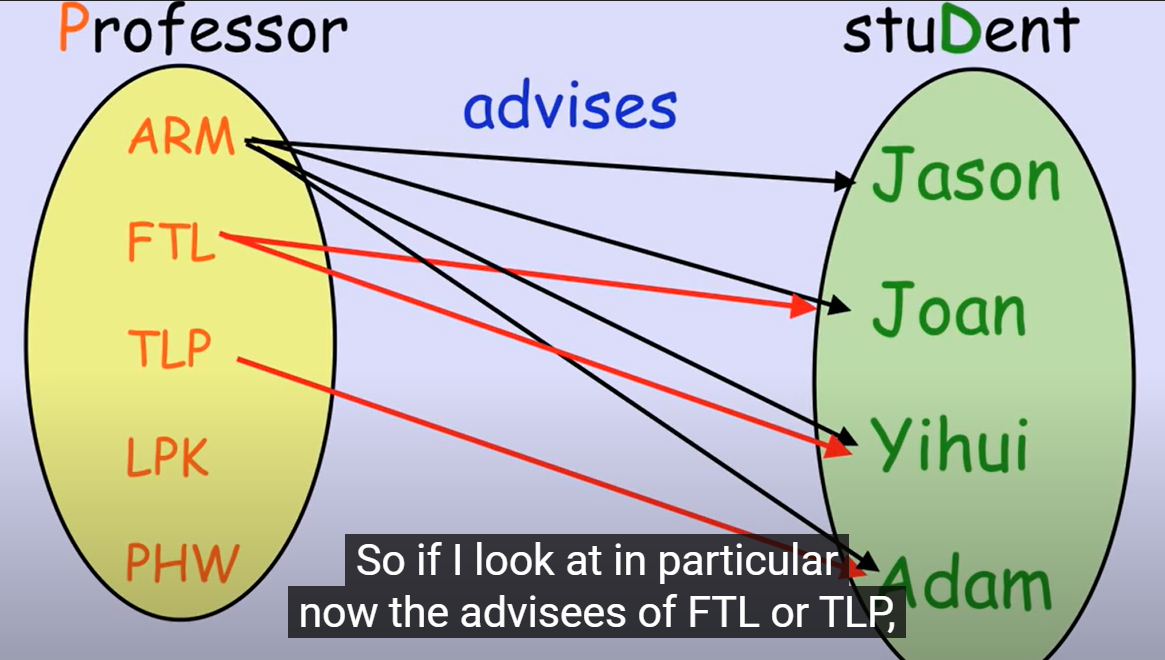 Professor
stuDent
advises
ARM
FTL
TLP
LPK
PHW
Jason
Joan
Yihui
Adam
So if I look at in particular
now the advisees of FTL or TLP,